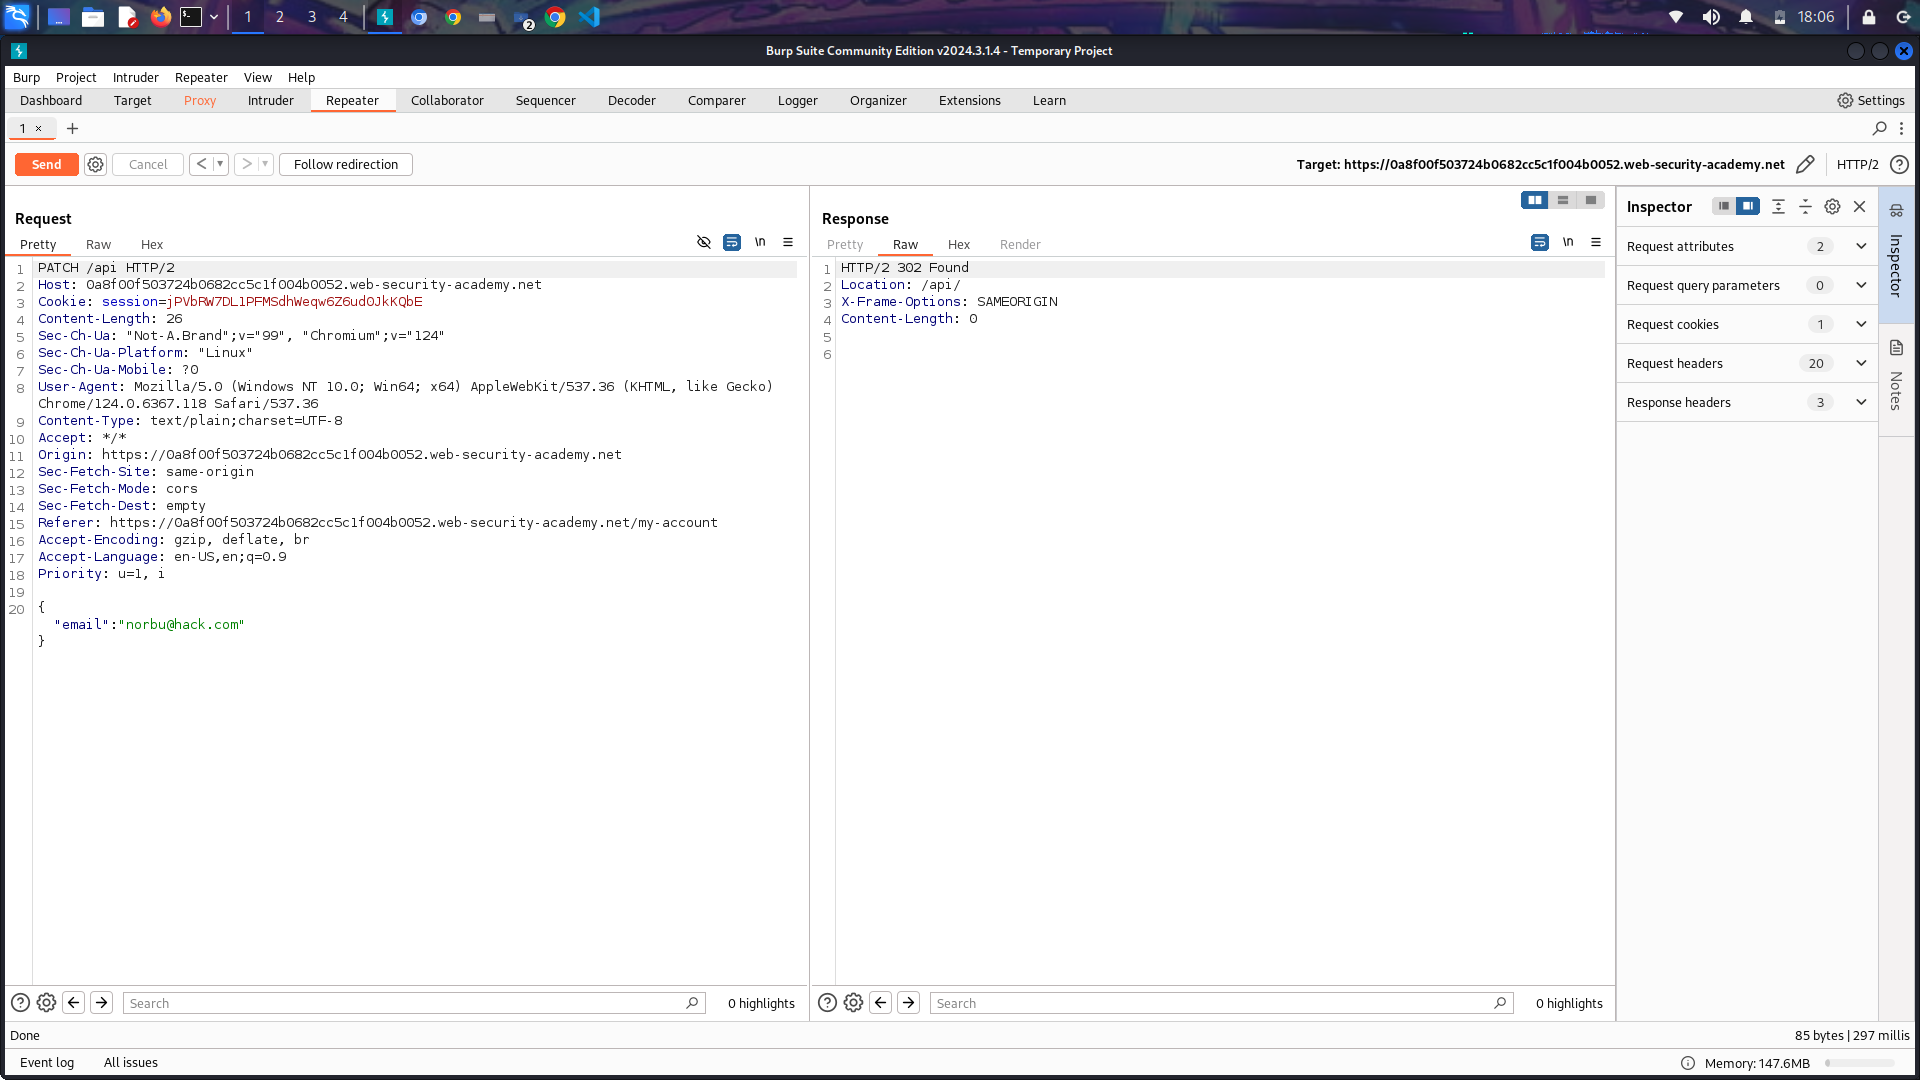 1
2
3
4
2
18:06
Burp Suite Community Edition v2024.3.1.4 - Temporary Project
Burp Project Intruder Repeater View Help
Dashboard Target Proxy Intruder Repeater Collaborator Sequencer Decoder Comparer Logger Organizer Extensions Learn Settings
1 × +
Send Cancel < > Follow redirection Target: https://0a8f00f503724b0682cc5c1f004b0052.web-security-academy.net HTTP/2
Request
Pretty Raw Hex \n
1 PATCH /api HTTP/2
2 Host: 0a8f00f503724b0682cc5c1f004b0052.web-security-academy.net
3 Cookie: session=jPVbRW7DL1PFMSdhWeqw6Z6ud0JkKQbE
4 Content-Length: 26
5 Sec-Ch-Ua: "Not-A.Brand";v="99", "Chromium";v="124"
6 Sec-Ch-Ua-Platform: "Linux"
7 Sec-Ch-Ua-Mobile: ?0
8 User-Agent: Mozilla/5.0 (Windows NT 10.0; Win64; x64) AppleWebKit/537.36 (KHTML, like Gecko)
Chrome/124.0.6367.118 Safari/537.36
9 Content-Type: text/plain;charset=UTF-8
10 Accept: */*
11 Origin: https://0a8f00f503724b0682cc5c1f004b0052.web-security-academy.net
12 Sec-Fetch-Site: same-origin
13 Sec-Fetch-Mode: cors
14 Sec-Fetch-Dest: empty
15 Referer: https://0a8f00f503724b0682cc5c1f004b0052.web-security-academy.net/my-account
16 Accept-Encoding: gzip, deflate, br
17 Accept-Language: en-US,en;q=0.9
18 Priority: u=1, i
19
20 {
"email":"norbu@hack.com"
}
Search
0 highlights
Response
Pretty Raw Hex Render \n
1 HTTP/2 302 Found
2 Location: /api/
3 X-Frame-Options: SAMEORIGIN
4 Content-Length: 0
5
6
Search
0 highlights
Inspector
Request attributes 2
Request query parameters 0
Request cookies 1
Request headers 20
Response headers 3
Inspector
Notes
Done
85 bytes | 297 millis
Event log All issues
Memory: 147.6MB